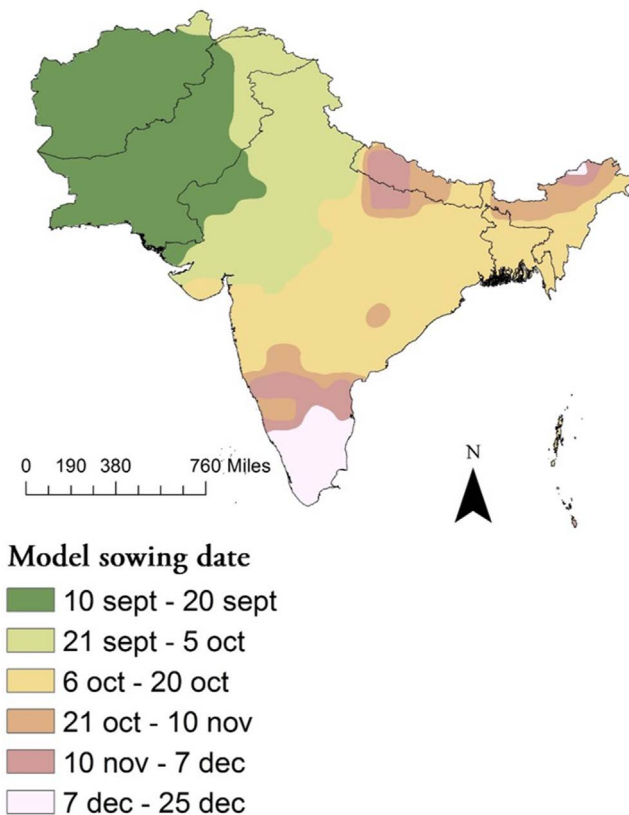 0 190 380 760 Miles
N
Model sowing date
10 sept - 20 sept
21 sept - 5 oct
6 oct - 20 oct
21 oct - 10 nov
10 nov - 7 dec
7 dec - 25 dec